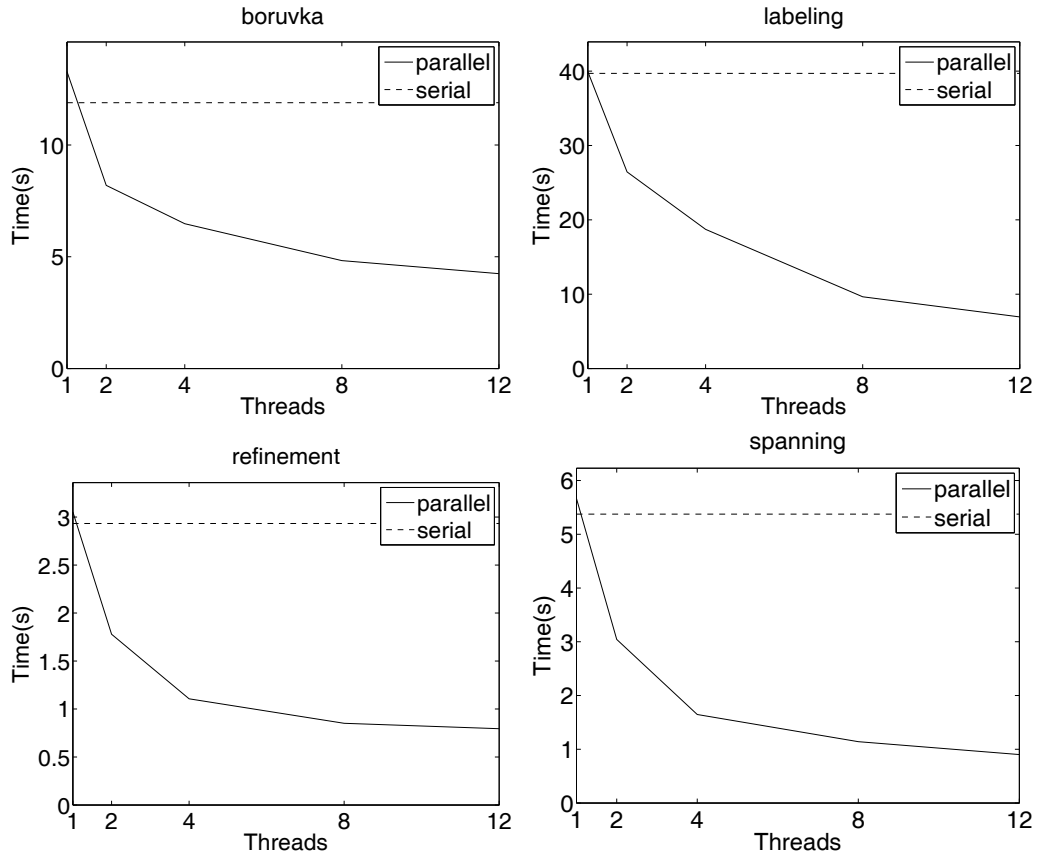 boruvka
parallel
serial
10
5
0
Time(s)
1 2 4 8 12
Threads
labeling
parallel
serial
40
30
20
10
0
Time(s)
1 2 4 8 12
Threads
refinement
parallel
serial
3
2.5
2
1.5
1
0.5
0
Time(s)
1 2 4 8 12
Threads
spanning
parallel
serial
6
5
4
3
2
1
0
Time(s)
1 2 4 8 12
Threads